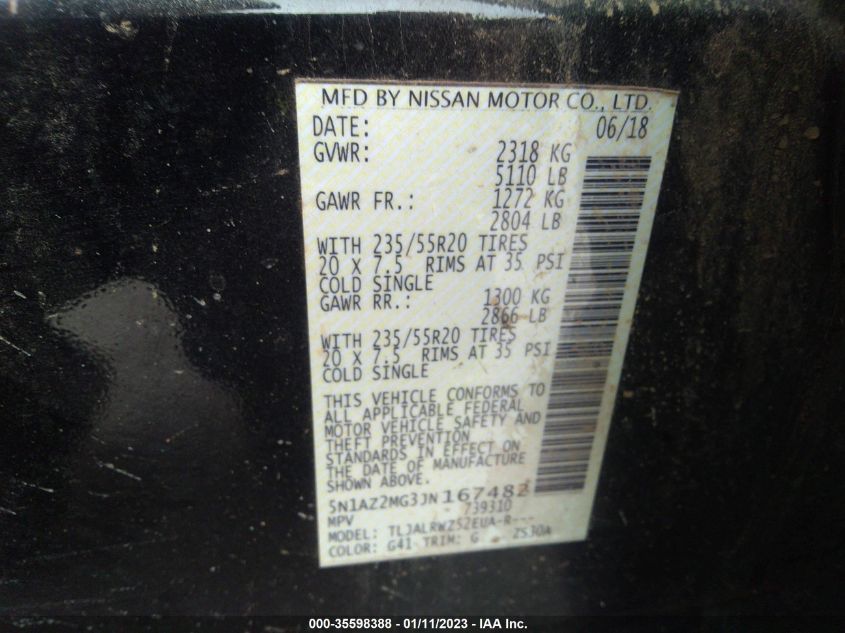 MFD BY NISSAN MOTOR CO., LTD.
DATE: 06/18
GVWR: 2318 KG
5110 LB
GAWR FR.: 1272 KG
2804 LB
WITH 235/55R20 TIRES
20 X 7.5 RIMS AT 35 PSI
COLD SINGLE
GAWR RR.: 1300 KG
2866 LB
WITH 235/55R20 TIRES
20 X 7.5 RIMS AT 35 PSI
COLD SINGLE
THIS VEHICLE CONFORMS TO
ALL APPLICABLE FEDERAL
MOTOR VEHICLE SAFETY AND
THEFT PREVENTION
STANDARDS IN EFFECT ON
THE DATE OF MANUFACTURE
SHOWN ABOVE.
5N1AZ2MG3JN167482
739310
MPV
MODEL: TLJALRWZ52EUA-R---
COLOR: G41 TRIM: G
000-35598388 - 01/11/2023 - IAA Inc.